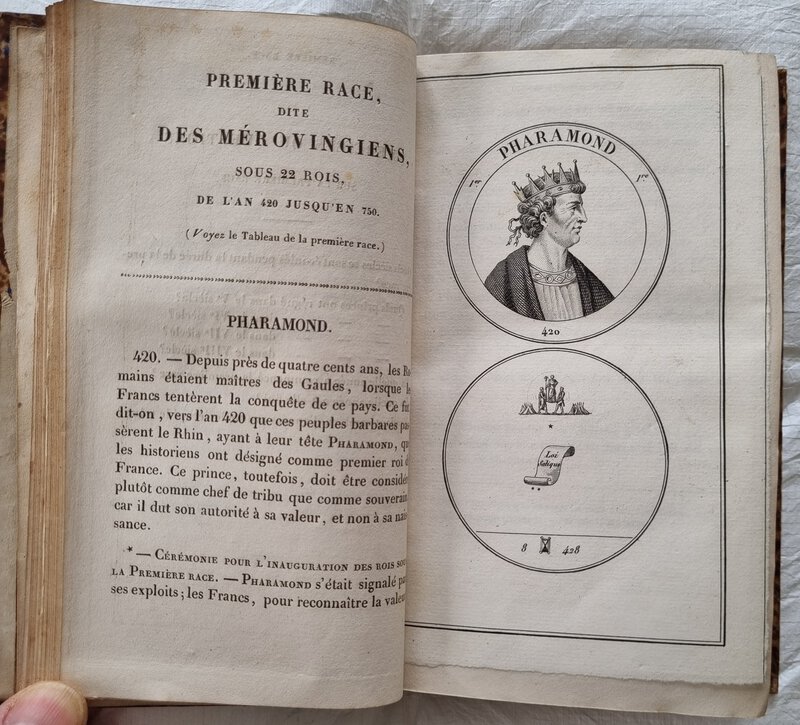 PREMIÈRE RACE,
DITE
DES MÉROVINGIENS,
SOUS 22 ROIS,
DE L'AN 420 JUSQU'EN 750.
(Voyez le Tableau de la première race.)
PHARAMOND.
420. — Depuis près de quatre cents ans, les Ro
mains étaient maîtres des Gaules, lorsque le
Francs tentèrent la conquête de ce pays. Ce fu
dit-on, vers l'an 420 que ces peuples barbares pas
sèrent le Rhin, ayant à leur tête PHARAMOND, qu
les historiens ont désigné comme premier roi d
France. Ce prince, toutefois, doit être considér
plutôt comme chef de tribu que comme souverain
car il dut son autorité à sa valeur, et non à sa nais
sance.
* — CÉRÉMONIE POUR L'INAUGURATION DES ROIS SOU
LA PREMIÈRE RACE. — PHARAMOND s'était signalé pa
ses exploits; les Francs, pour reconnaître la valeu
PHARAMOND
1er 1re
420
*
Loi
Salique
8 428